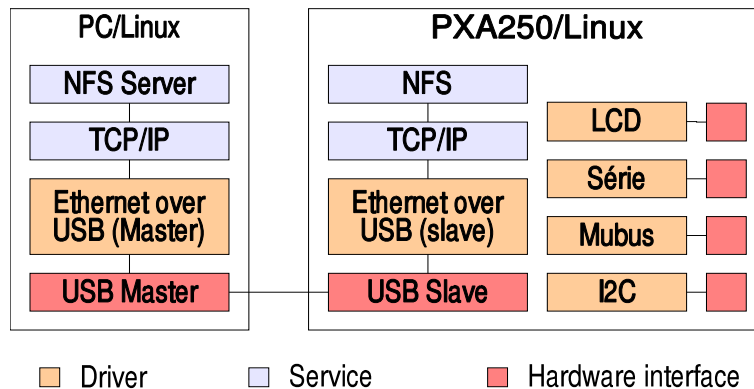 PC/Linux
NFS Server
TCP/IP
Ethernet over
USB (Master)
USB Master
PXA250/Linux
NFS
TCP/IP
Ethernet over
USB (slave)
USB Slave
LCD
Série
Mubus
I2C
Driver
Service
Hardware interface